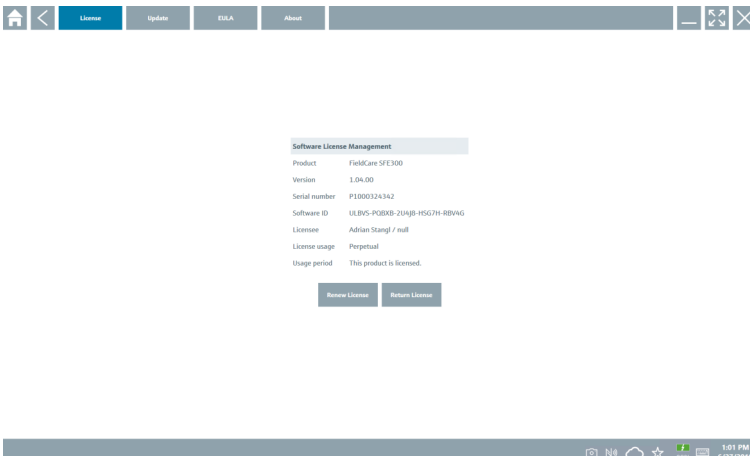 License Update EULA About
Software License Management
Product FieldCare SFE300
Version 1.04.00
Serial number P1000324342
Software ID ULBVS-PQBXB-2U4J8-HSG7H-RBV4G
Licensee Adrian Stangl / null
License usage Perpetual
Usage period This product is licensed.
Renew License Return License
1:01 PM